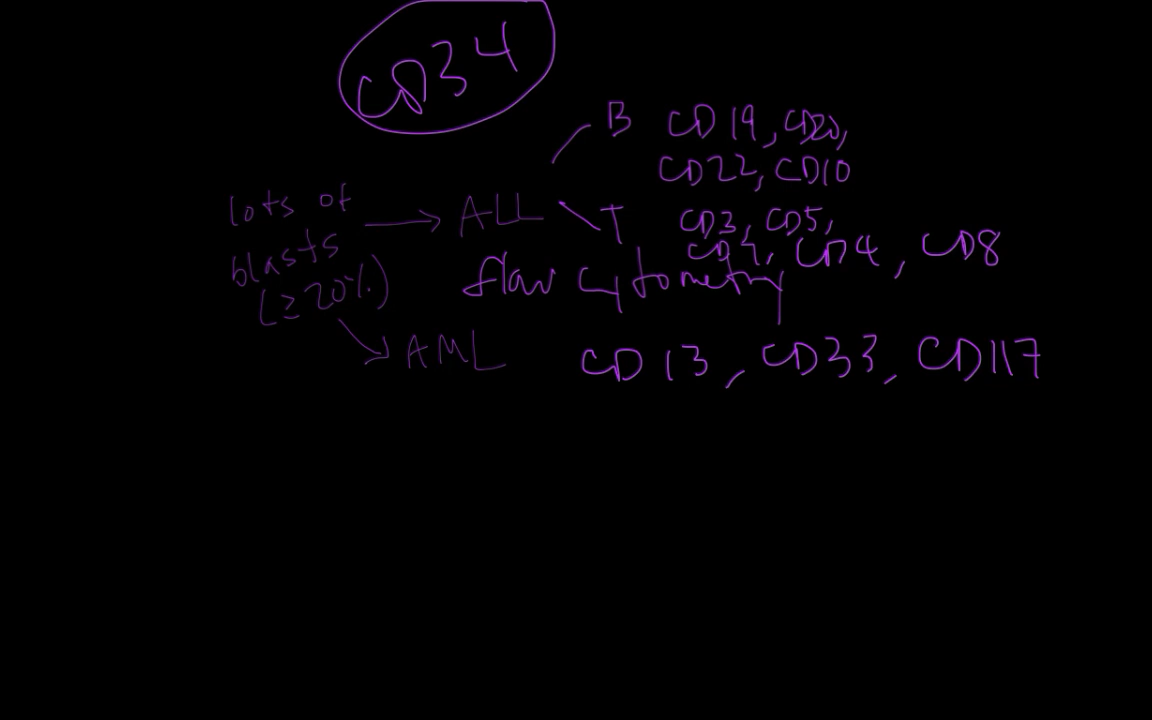 CD34
B CD19, CD20,
CD22, CD10
lots of
blasts
(≥20%)
ALL
T CD3, CD5,
CD7, CD4, CD8
flow cytometry
AML CD13, CD33, CD117